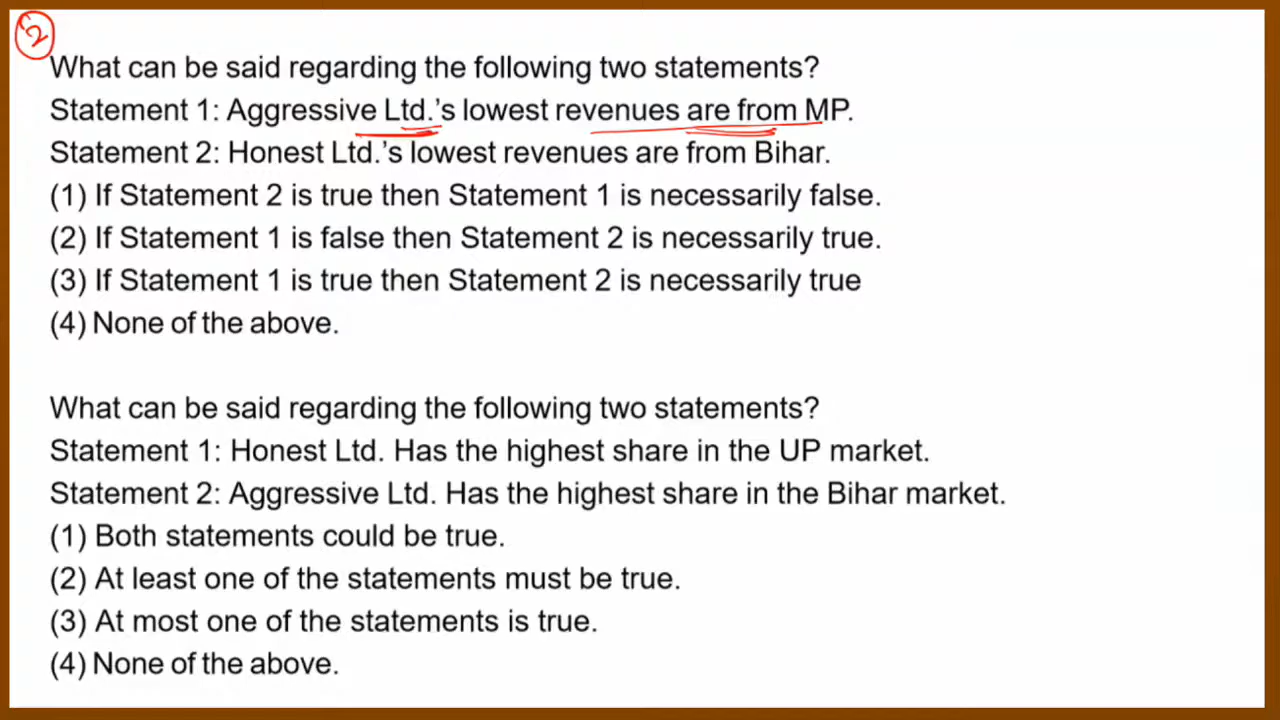 2
What can be said regarding the following two statements?
Statement 1: Aggressive Ltd.'s lowest revenues are from MP.
Statement 2: Honest Ltd.'s lowest revenues are from Bihar.
(1) If Statement 2 is true then Statement 1 is necessarily false.
(2) If Statement 1 is false then Statement 2 is necessarily true.
(3) If Statement 1 is true then Statement 2 is necessarily true
(4) None of the above.
What can be said regarding the following two statements?
Statement 1: Honest Ltd. Has the highest share in the UP market.
Statement 2: Aggressive Ltd. Has the highest share in the Bihar market.
(1) Both statements could be true.
(2) At least one of the statements must be true.
(3) At most one of the statements is true.
(4) None of the above.